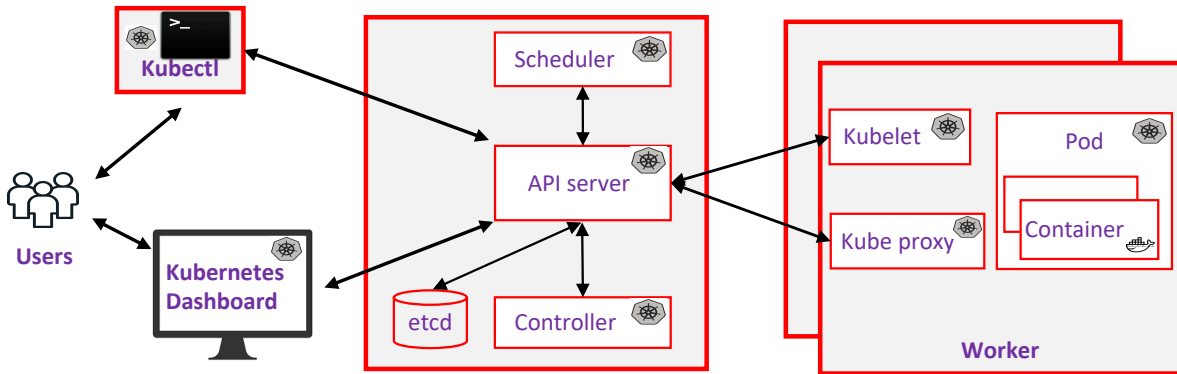 >_
Kubectl
Users
Kubernetes
Dashboard
Scheduler
API server
etcd
Controller
Kubelet
Kube proxy
Pod
Container
Worker